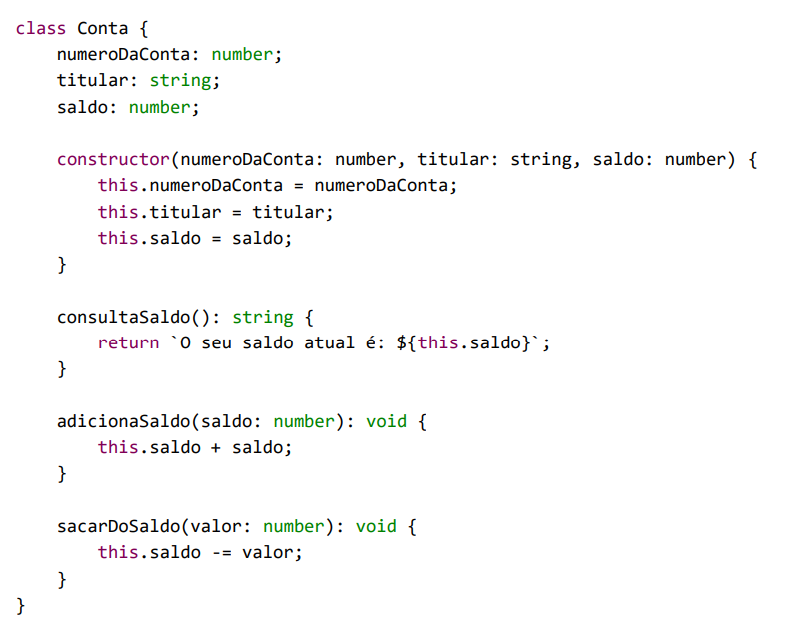 class Conta {
    numeroDaConta: number;
    titular: string;
    saldo: number;

    constructor(numeroDaConta: number, titular: string, saldo: number) {
        this.numeroDaConta = numeroDaConta;
        this.titular = titular;
        this.saldo = saldo;
    }

    consultaSaldo(): string {
        return `O seu saldo atual é: ${this.saldo}`;
    }

    adicionaSaldo(saldo: number): void {
        this.saldo + saldo;
    }

    sacarDoSaldo(valor: number): void {
        this.saldo -= valor;
    }
}